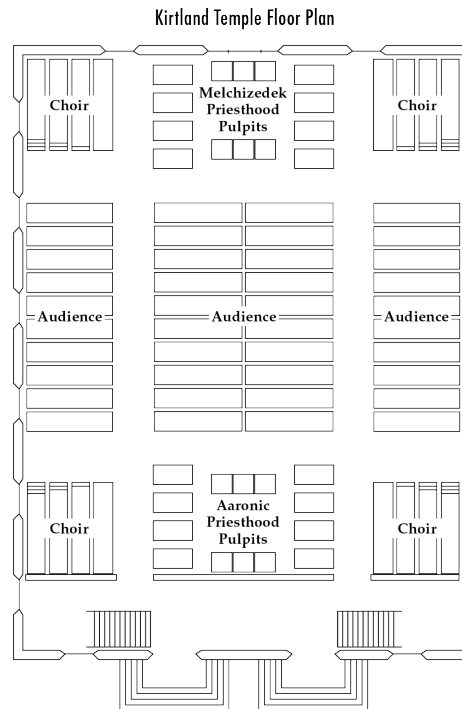 Kirtland Temple Floor Plan
Choir
Melchizedek
Priesthood
Pulpits
Choir
Audience
Audience
Audience
Choir
Aaronic
Priesthood
Pulpits
Choir